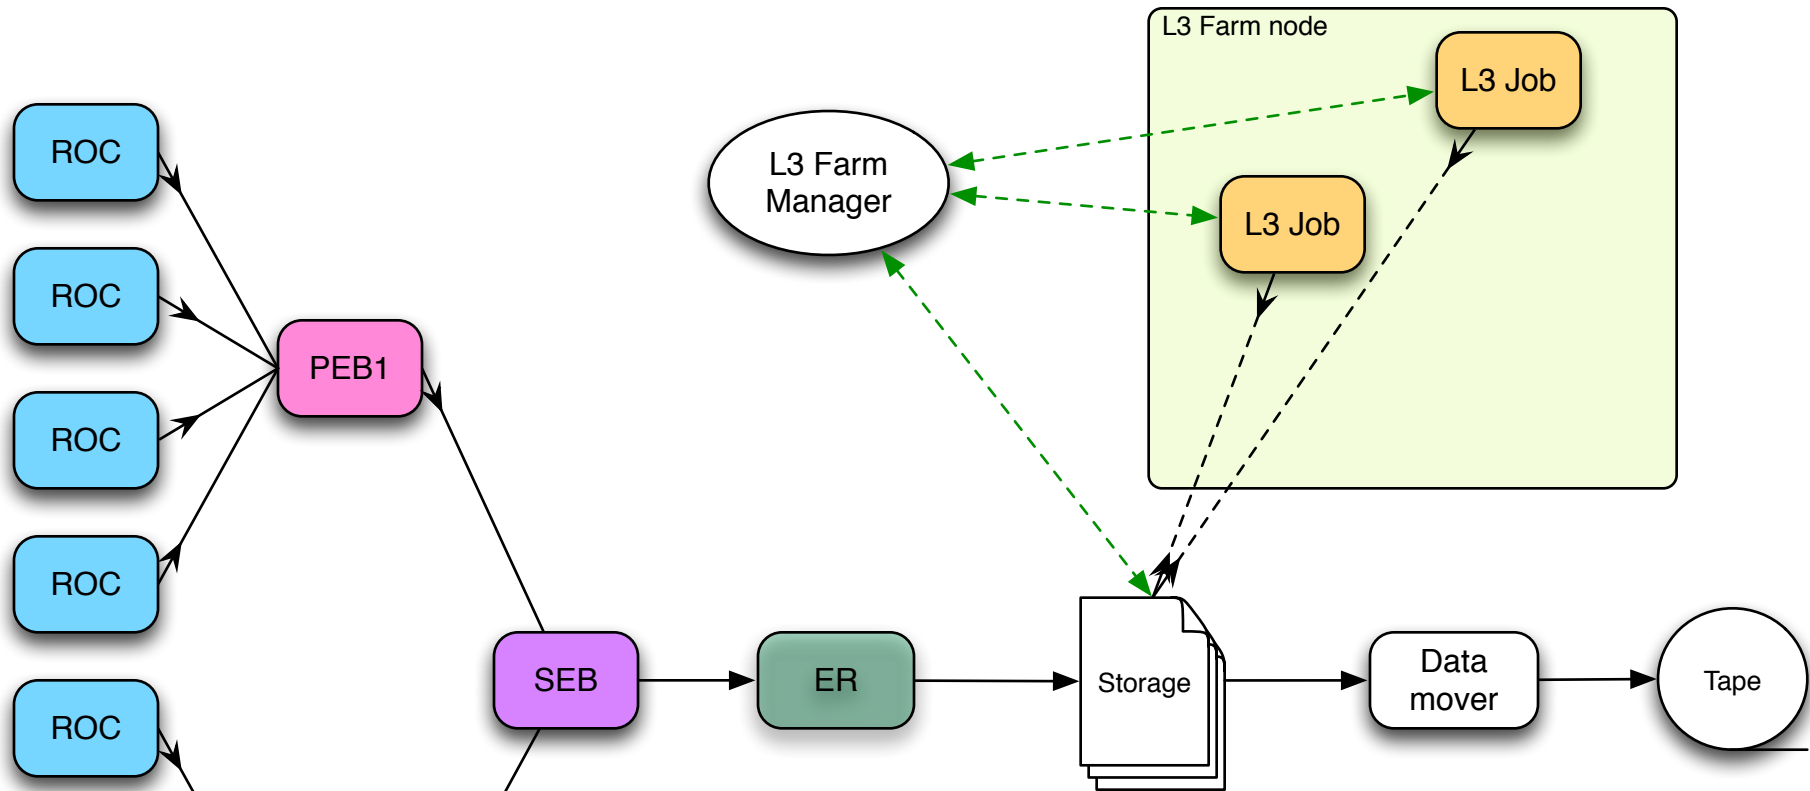 L3 Farm node
L3 Job
ROC
L3 Farm
Manager
L3 Job
ROC
PEB1
ROC
ROC
SEB
ER
Storage
Data
mover
Tape
ROC